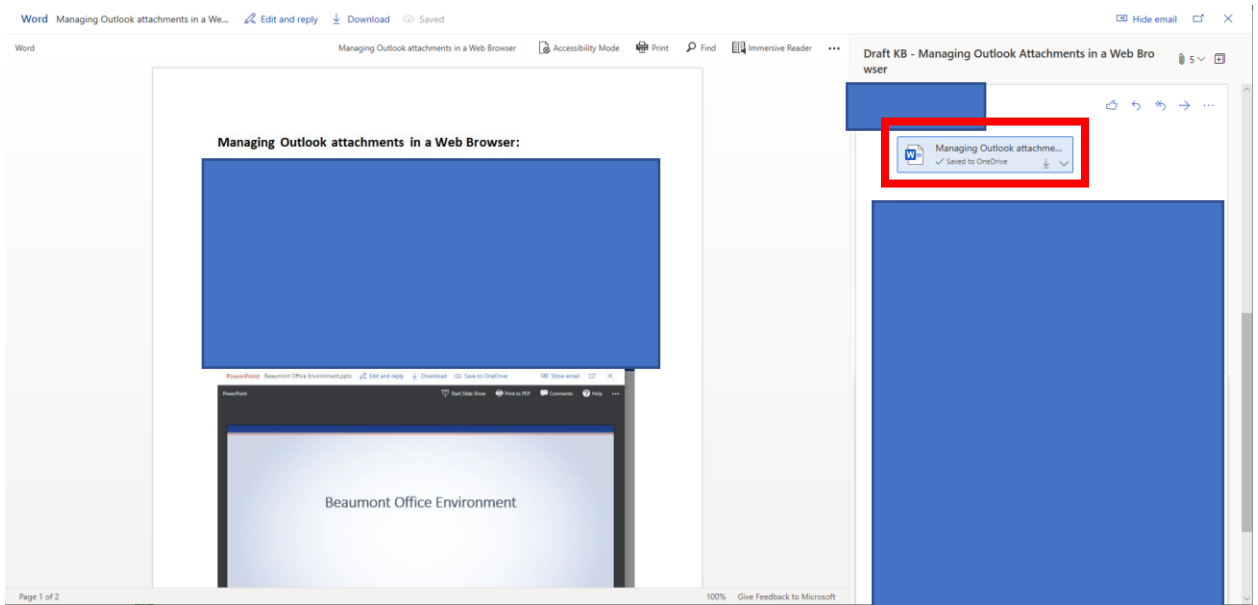 Word Managing Outlook attachments in a We... Edit and reply Download Saved Hide email
Word Managing Outlook attachments in a Web Browser Accessibility Mode Print Find Immersive Reader ...
Managing Outlook attachments in a Web Browser:
PowerPoint Beaumont Office Environment.pptx Edit and reply Download Save to OneDrive Show email
PowerPoint Start Slide Show Print to PDF Comments Help ...
Beaumont Office Environment
Page 1 of 2 100% Give Feedback to Microsoft
Draft KB - Managing Outlook Attachments in a Web Bro
wser
5
Managing Outlook attachme...
Saved to OneDrive